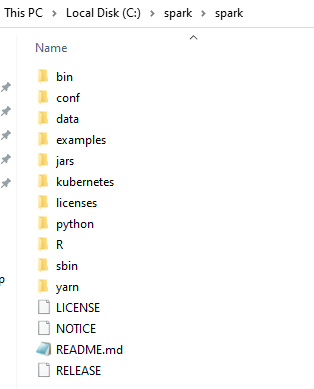 This PC > Local Disk (C:) > spark > spark
Name
bin
conf
data
examples
jars
kubernetes
licenses
python
R
sbin
yarn
LICENSE
NOTICE
README.md
RELEASE
p